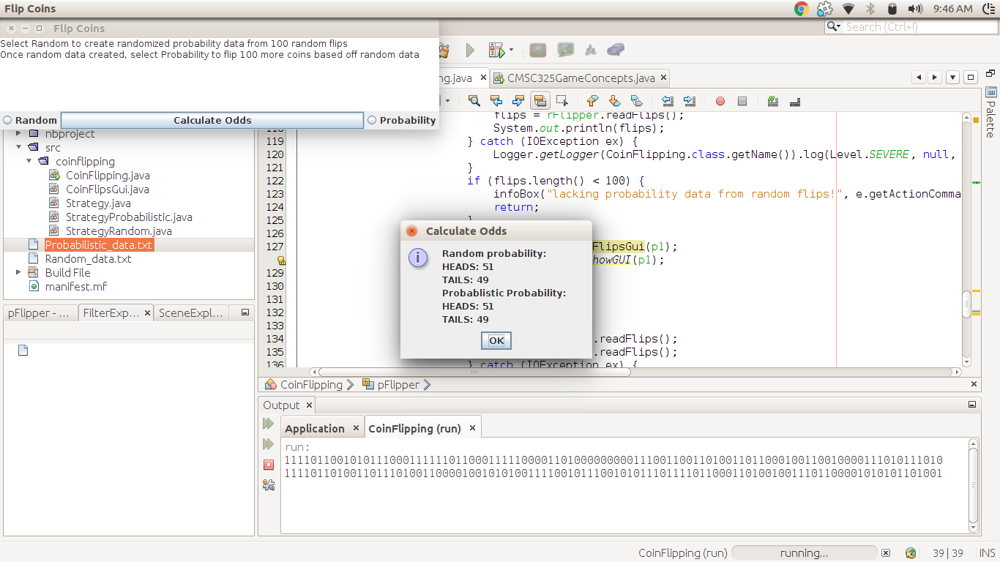 Flip Coins
9:46 AM
Flip Coins
Search (Ctrl+I)
Select Random to create randomized probability data from 100 random flips
Once random data created, select Probability to flip 100 more coins based off random data
Random
Calculate Odds
Probability
ng.java
CMSC325GameConcepts.java
Palette
nbproject
src
coinflipping
CoinFlipping.java
CoinFlipsGui.java
Strategy.java
StrategyProbabilistic.java
StrategyRandom.java
Probabilistic_data.txt
Random_data.txt
Build File
manifest.mf
flips = rFlipper.readFlips();
118 System.out.println(flips);
119 } catch (IOException ex) {
120 Logger.getLogger(CoinFlipping.class.getName()).log(Level.SEVERE, null,
121 }
122 if (flips.length() < 100) {
123 infoBox("lacking probability data from random flips!", e.getActionComma
124 return;
125 }
126
127 FlipsGui(p1);
howGUI(p1);
129
130
131
132
133
134 .readFlips();
135 .readFlips();
136 } catch (IOException ex) {
Calculate Odds
Random probability:
HEADS: 51
TAILS: 49
Probablistic Probability:
HEADS: 51
TAILS: 49
OK
pFlipper - ...
FilterExp...
SceneExpl...
CoinFlipping
pFlipper
Output
Application
CoinFlipping (run)
run:
CoinFlipping (run)
running...
39 | 39
INS